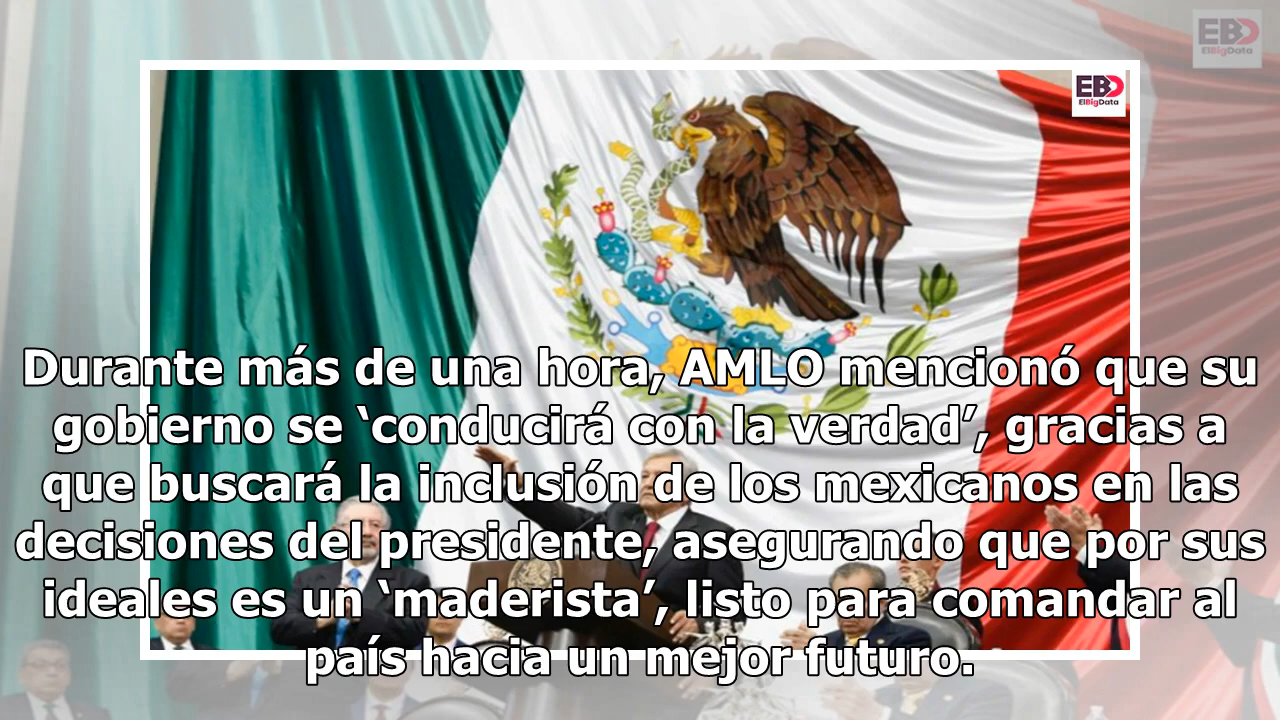 EBD
ElBigData
EBD
ElBigData
Durante más de una hora, AMLO mencionó que su
gobierno se ‘conducirá con la verdad’, gracias a
que buscará la inclusión de los mexicanos en las
decisiones del presidente, asegurando que por sus
ideales es un ‘maderista’, listo para comandar al
país hacia un mejor futuro.